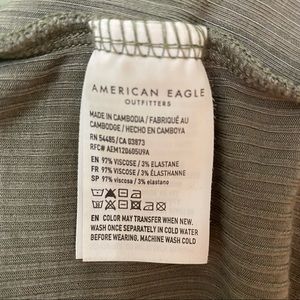 AMERICAN EAGLE
OUTFITTERS
MADE IN CAMBODIA / FABRIQUÉ AU
CAMBODGE / HECHO EN CAMBOYA
RN 54485/CA 03873
RFC# AEM120605U9A
EN 97% VISCOSE / 3% ELASTANE
FR 97% VISCOSE / 3% ÉLASTHANNE
SP 97% viscosa / 3% elastano
EN COLOR MAY TRANSFER WHEN NEW.
WASH ONCE SEPARATELY IN COLD WATER
BEFORE WEARING. MACHINE WASH COLD